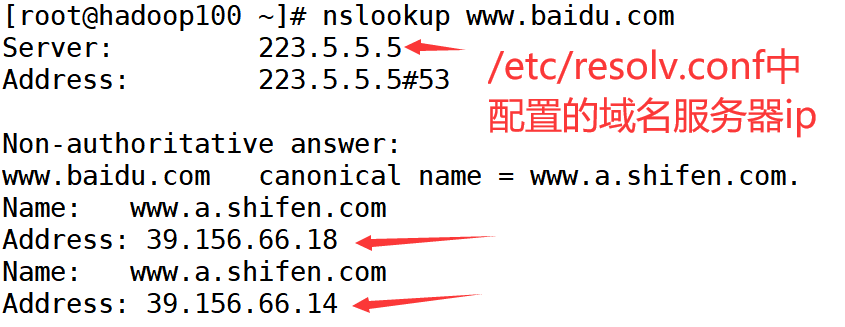 [root@hadoop100 ~]# nslookup www.baidu.com
Server: 223.5.5.5
Address: 223.5.5.5#53
/etc/resolv.conf中
配置的域名服务器ip
Non-authoritative answer:
www.baidu.com canonical name = www.a.shifen.com.
Name: www.a.shifen.com
Address: 39.156.66.18
Name: www.a.shifen.com
Address: 39.156.66.14